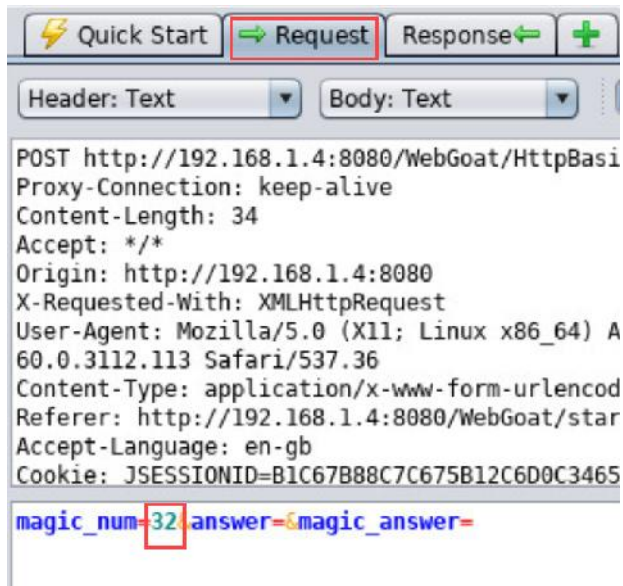 Quick Start Request Response
Header: Text Body: Text
POST http://192.168.1.4:8080/WebGoat/HttpBasi
Proxy-Connection: keep-alive
Content-Length: 34
Accept: */*
Origin: http://192.168.1.4:8080
X-Requested-With: XMLHttpRequest
User-Agent: Mozilla/5.0 (X11; Linux x86_64) A
60.0.3112.113 Safari/537.36
Content-Type: application/x-www-form-urlencod
Referer: http://192.168.1.4:8080/WebGoat/star
Accept-Language: en-gb
Cookie: JSESSIONID=B1C67B88C7C675B12C6D0C3465
magic_num=32&answer=&magic_answer=